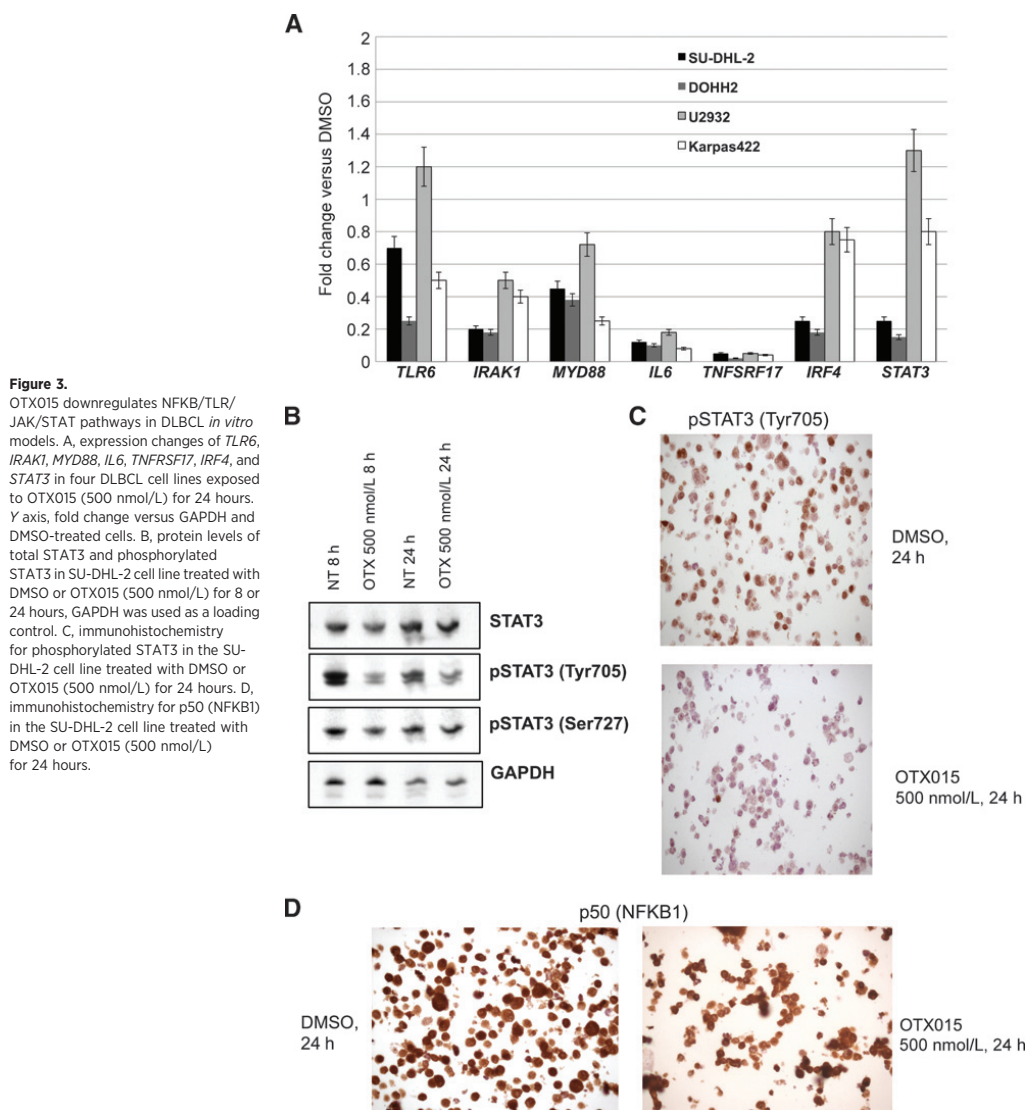 Figure 3.
OTX015 downregulates NFKB/TLR/
JAK/STAT pathways in DLBCL in vitro
models. A, expression changes of TLR6,
IRAK1, MYD88, IL6, TNFRSF17, IRF4, and
STAT3 in four DLBCL cell lines exposed
to OTX015 (500 nmol/L) for 24 hours.
Y axis, fold change versus GAPDH and
DMSO-treated cells. B, protein levels of
total STAT3 and phosphorylated
STAT3 in SU-DHL-2 cell line treated with
DMSO or OTX015 (500 nmol/L) for 8 or
24 hours, GAPDH was used as a loading
control. C, immunohistochemistry
for phosphorylated STAT3 in the SU-
DHL-2 cell line treated with DMSO or
OTX015 (500 nmol/L) for 24 hours. D,
immunohistochemistry for p50 (NFKB1)
in the SU-DHL-2 cell line treated with
DMSO or OTX015 (500 nmol/L)
for 24 hours.
A
Fold change versus DMSO
2
1.8
1.6
1.4
1.2
1
0.8
0.6
0.4
0.2
0
SU-DHL-2
DOHH2
U2932
Karpas422
TLR6 IRAK1 MYD88 IL6 TNFSRF17 IRF4 STAT3
B
NT 8 h
OTX 500 nmol/L 8 h
NT 24 h
OTX 500 nmol/L 24 h
STAT3
pSTAT3 (Tyr705)
pSTAT3 (Ser727)
GAPDH
C
pSTAT3 (Tyr705)
DMSO,
24 h
OTX015
500 nmol/L, 24 h
D
p50 (NFKB1)
DMSO,
24 h
OTX015
500 nmol/L, 24 h